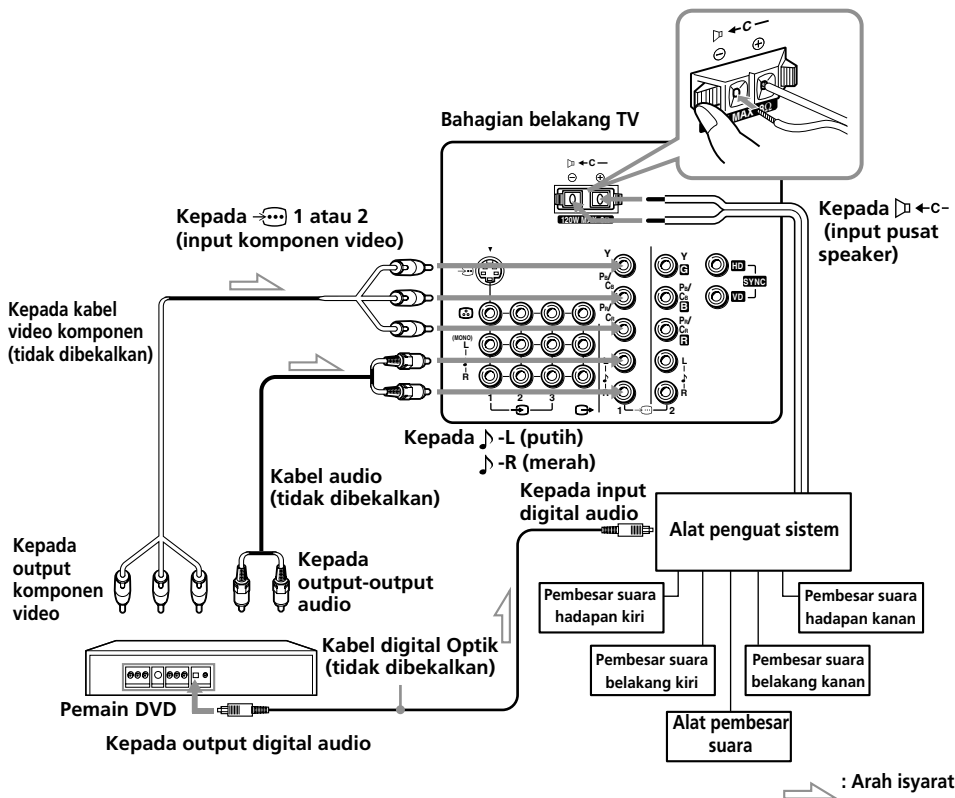 C
MAX 8Ω
Bahagian belakang TV
C
120W MAX 8Ω
Kepada 1 atau 2
(input komponen video)
Kepada C
(input pusat
speaker)
Kepada kabel
video komponen
(tidak dibekalkan)
Y
PB/
CB
PR/
CR
L
R
Y
G
PB/
CB
B
PR/
CR
R
L
R
HD
SYNC
VD
(MONO)
L
R
1 2 3
1 2
Kepada ♪ -L (putih)
♪ -R (merah)
Kabel audio
(tidak dibekalkan)
Kepada input
digital audio
Alat penguat sistem
Kepada
output
komponen
video
Kepada
output-output
audio
Pembesar suara
hadapan kiri
Pembesar suara
hadapan kanan
Kabel digital Optik
(tidak dibekalkan)
Pembesar suara
belakang kiri
Pembesar suara
belakang kanan
Pemain DVD
Alat pembesar
suara
Kepada output digital audio
: Arah isyarat